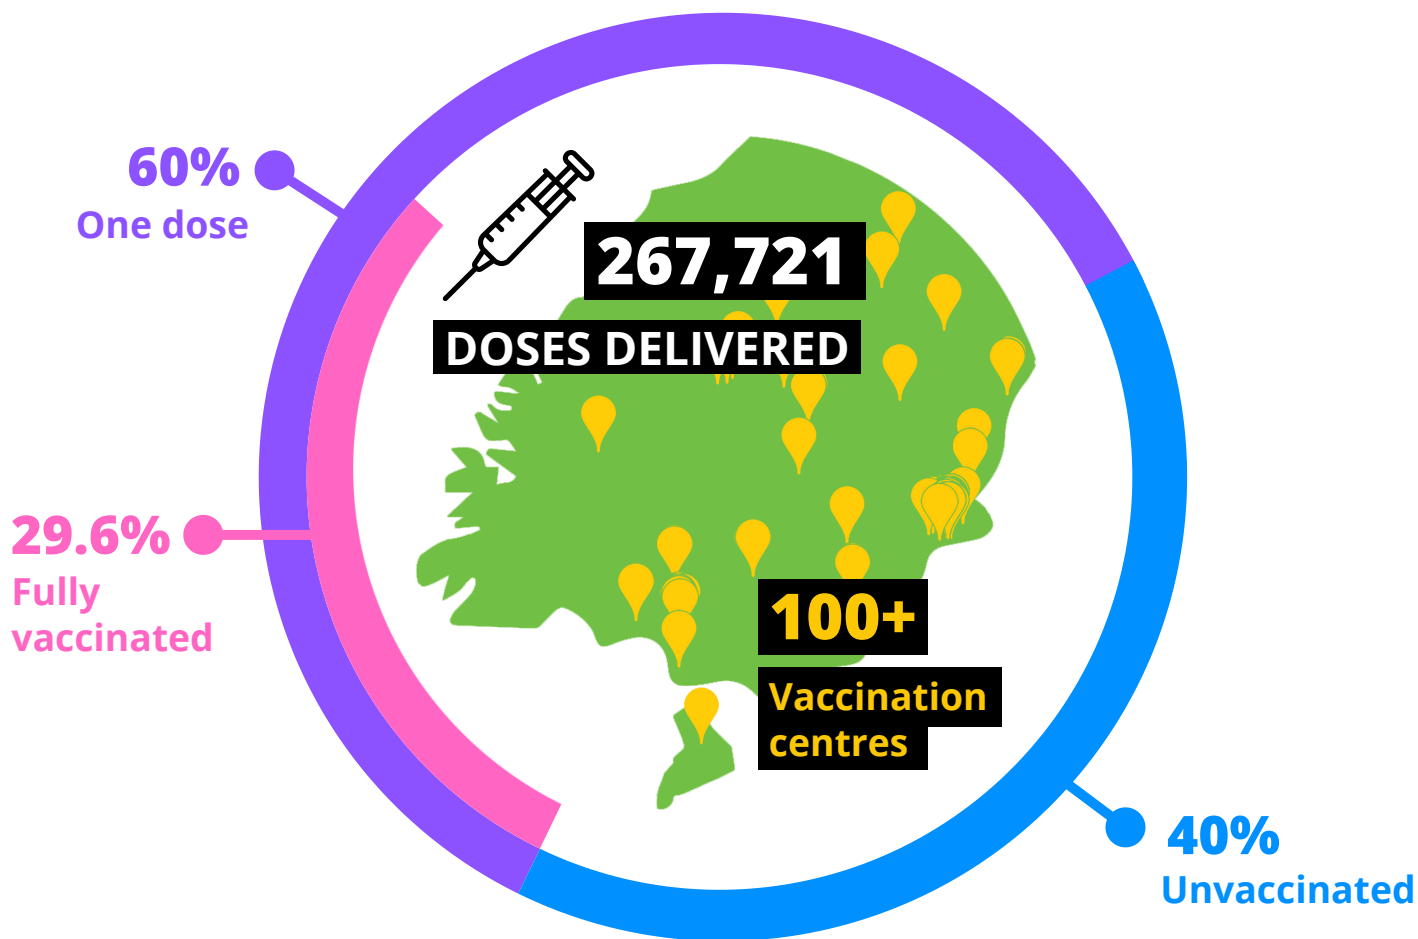 60%
One dose
267,721
DOSES DELIVERED
29.6%
Fully
vaccinated
100+
Vaccination
centres
40%
Unvaccinated